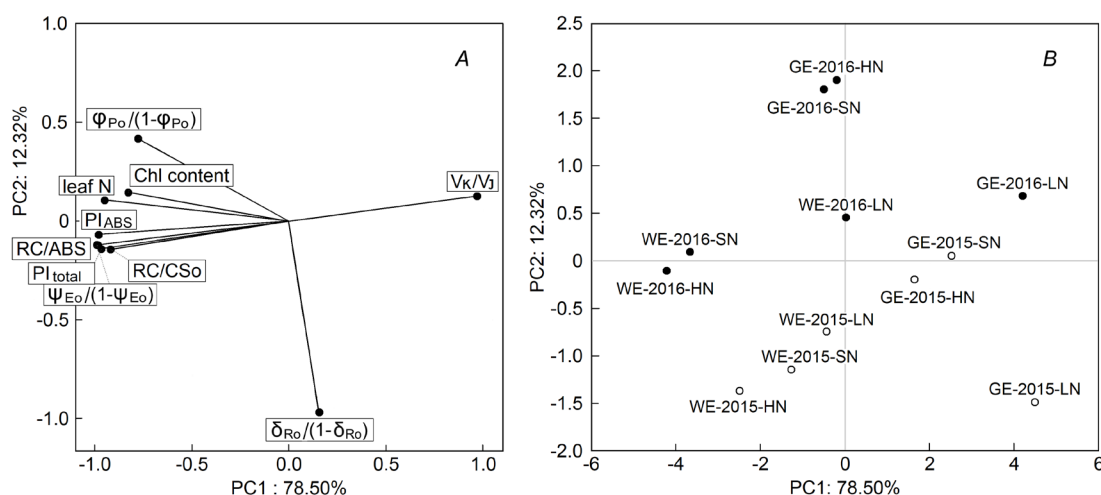 A
1.0
0.5
0
-0.5
-1.0
PC2: 12.32%
φPo/(1-φPo)
Chl content
leaf N
VK/VJ
PIABS
RC/ABS
PItotal
RC/CSo
ΨEo/(1-ΨEo)
δRo/(1-δRo)
-1.0
-0.5
0.0
0.5
1.0
PC1 : 78.50%
B
2.5
2.0
1.5
1.0
0.5
0
-0.5
-1.0
-1.5
-2.0
PC2: 12.32%
GE-2016-HN
GE-2016-SN
GE-2016-LN
WE-2016-LN
WE-2016-SN
GE-2015-SN
WE-2016-HN
GE-2015-HN
WE-2015-LN
WE-2015-SN
GE-2015-LN
WE-2015-HN
-6
-4
-2
0
2
4
6
PC1: 78.50%